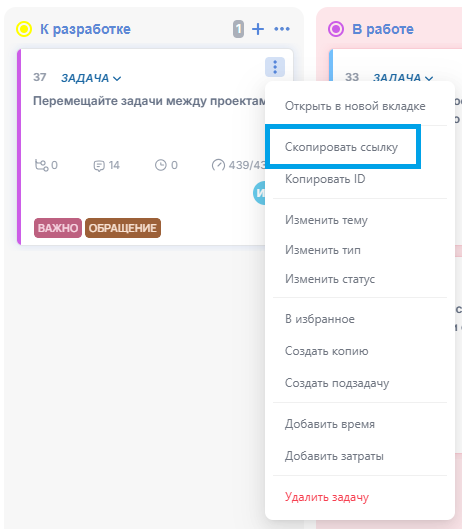 К разработке 1
В работе
37 ЗАДАЧА
33 ЗАДАЧА
Перемещайте задачи между проектам
0 14 0 439/43
ВАЖНО ОБРАЩЕНИЕ
Открыть в новой вкладке
Скопировать ссылку
Копировать ID
Изменить тему
Изменить тип
Изменить статус
В избранное
Создать копию
Создать подзадачу
Добавить время
Добавить затраты
Удалить задачу